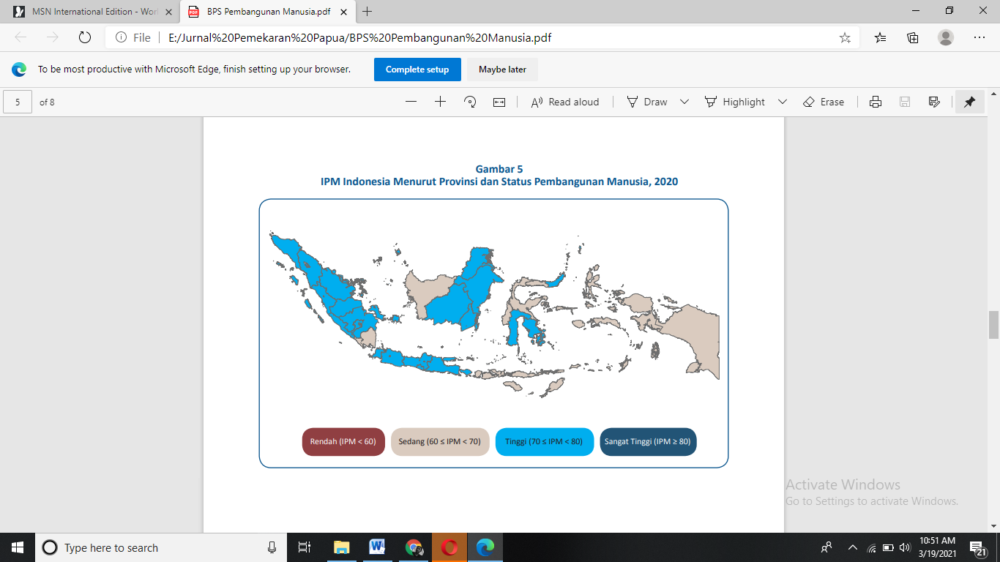 MSN International Edition - Wor
BPS Pembangunan Manusia.pdf
File
E:/Jurnal%20Pemekaran%20Papua/BPS%20Pembangunan%20Manusia.pdf
To be most productive with Microsoft Edge, finish setting up your browser.
Complete setup
Maybe later
5 of 8
Read aloud
Draw
Highlight
Erase
Gambar 5
IPM Indonesia Menurut Provinsi dan Status Pembangunan Manusia, 2020
Rendah (IPM < 60)
Sedang (60 ≤ IPM < 70)
Tinggi (70 ≤ IPM < 80)
Sangat Tinggi (IPM ≥ 80)
Activate Windows
Go to Settings to activate Windows.
Type here to search
10:51 AM
3/19/2021
21